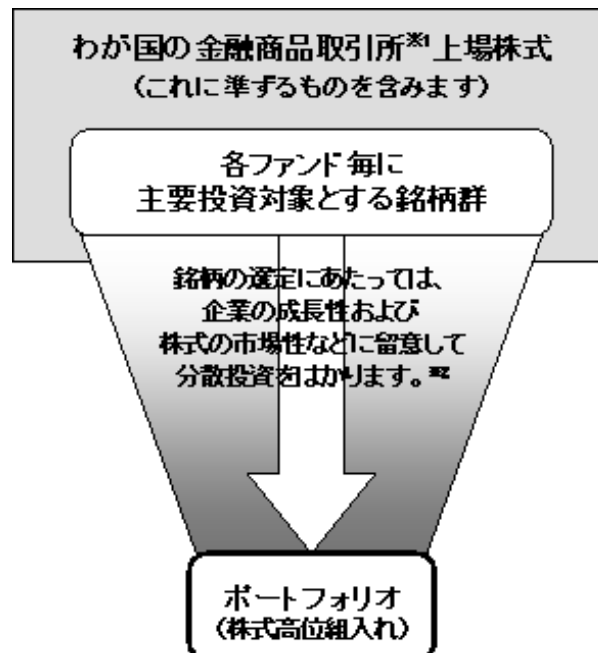 わが国の金融商品取引所※1上場株式
（これに準ずるものを含みます）
各ファンド毎に
主要投資対象とする銘柄群
銘柄の選定にあたっては、
企業の成長性および
株式の市場性などに留意して
分散投資をはかります。※2
ポートフォリオ
（株式高位組入れ）